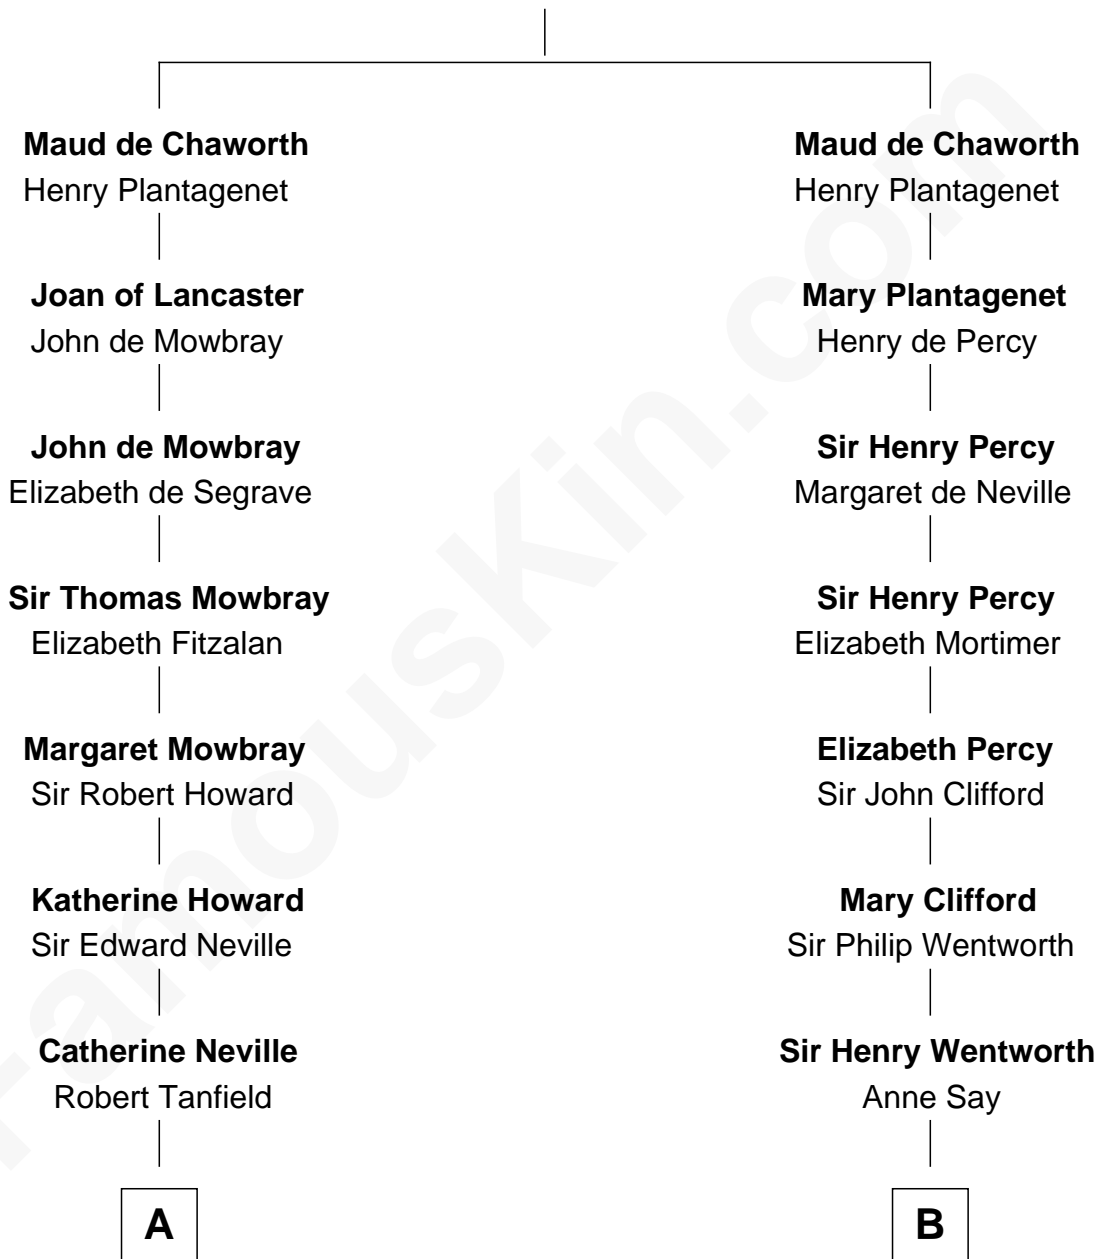 Maud de Chaworth
Henry Plantagenet
Joan of Lancaster
John de Mowbray
John de Mowbray
Elizabeth de Segrave
Sir Thomas Mowbray
Elizabeth Fitzalan
Margaret Mowbray
Sir Robert Howard
Katherine Howard
Sir Edward Neville
Catherine Neville
Robert Tanfield
A
Maud de Chaworth
Henry Plantagenet
Mary Plantagenet
Henry de Percy
Sir Henry Percy
Margaret de Neville
Sir Henry Percy
Elizabeth Mortimer
Elizabeth Percy
Sir John Clifford
Mary Clifford
Sir Philip Wentworth
Sir Henry Wentworth
Anne Say
B
FamousKin.com